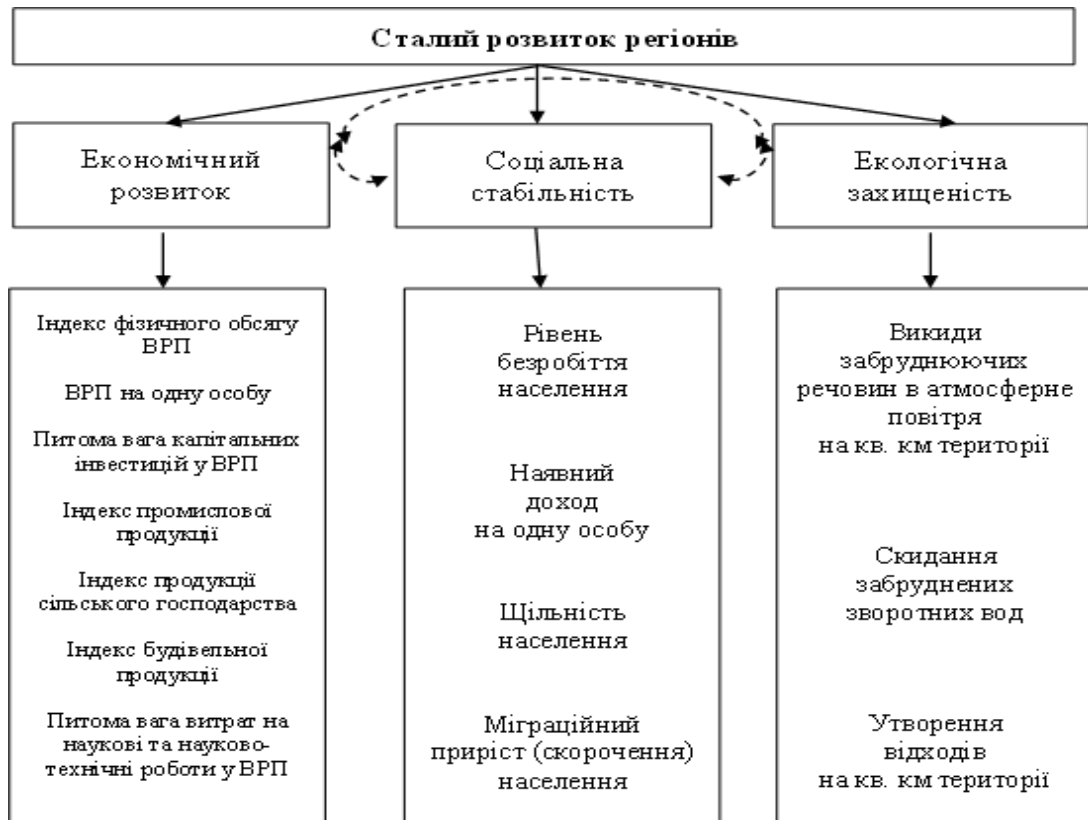 Сталий розвиток регіонів
Економічний
розвиток
Соціальна
стабільність
Екологічна
захищеність
Індекс фізичного обсягу
ВРП
ВРП на одну особу
Питома вага капітальних
інвестицій у ВРП
Індекс промислової
продукції
Індекс продукції
сільського господарства
Індекс будівельної
продукції
Питома вага витрат на
наукові та науково-
технічні роботи у ВРП
Рівень
безробіття
населення
Наявний
доход
на одну особу
Щільність
населення
Міграційний
приріст (скорочення)
населення
Викиди
забруднюючих
речовин в атмосферне
повітря
на кв. км території
Скидання
забруднених
зворотних вод
Утворення
відходів
на кв. км території